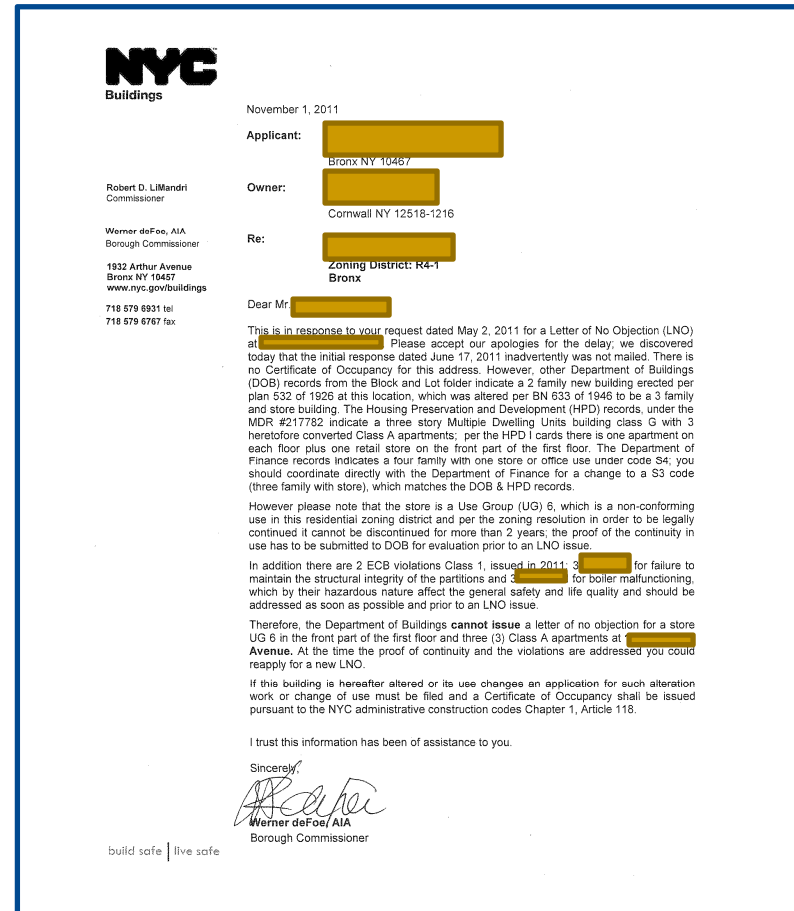 NYC
Buildings
November 1, 2011
Applicant:
Bronx NY 10467
Robert D. LiMandri
Commissioner
Owner:
Cornwall NY 12518-1216
Werner deFoe, AIA
Borough Commissioner
Re:
Zoning District: R4-1
Bronx
1932 Arthur Avenue
Bronx NY 10457
www.nyc.gov/buildings
718 579 6931 tel
718 579 6767 fax
Dear Mr.
This is in response to your request dated May 2, 2011 for a Letter of No Objection (LNO)
at Please accept our apologies for the delay; we discovered
today that the initial response dated June 17, 2011 inadvertently was not mailed. There is
no Certificate of Occupancy for this address. However, other Department of Buildings
(DOB) records from the Block and Lot folder indicate a 2 family new building erected per
plan 532 of 1926 at this location, which was altered per BN 633 of 1946 to be a 3 family
and store building. The Housing Preservation and Development (HPD) records, under the
MDR #217782 indicate a three story Multiple Dwelling Units building class G with 3
heretofore converted Class A apartments; per the HPD I cards there is one apartment on
each floor plus one retail store on the front part of the first floor. The Department of
Finance records indicates a four family with one store or office use under code S4; you
should coordinate directly with the Department of Finance for a change to a S3 code
(three family with store), which matches the DOB & HPD records.
However please note that the store is a Use Group (UG) 6, which is a non-conforming
use in this residential zoning district and per the zoning resolution in order to be legally
continued it cannot be discontinued for more than 2 years; the proof of the continuity in
use has to be submitted to DOB for evaluation prior to an LNO issue.
In addition there are 2 ECB violations Class 1, issued in 2011: 3 for failure to
maintain the structural integrity of the partitions and 3 for boiler malfunctioning,
which by their hazardous nature affect the general safety and life quality and should be
addressed as soon as possible and prior to an LNO issue.
Therefore, the Department of Buildings cannot issue a letter of no objection for a store
UG 6 in the front part of the first floor and three (3) Class A apartments at
Avenue. At the time the proof of continuity and the violations are addressed you could
reapply for a new LNO.
If this building is hereafter altered or its use changes an application for such alteration
work or change of use must be filed and a Certificate of Occupancy shall be issued
pursuant to the NYC administrative construction codes Chapter 1, Article 118.
I trust this information has been of assistance to you.
Sincerely,
Werner deFoe, AIA
Borough Commissioner
build safe | live safe